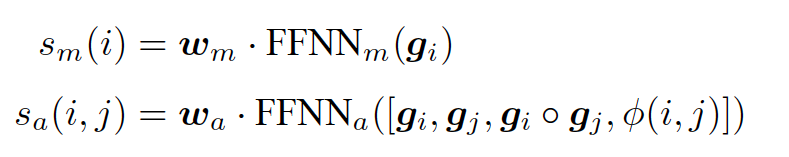 s_m(i) = w_m · FFNN_m(g_i)
s_a(i, j) = w_a · FFNN_a([g_i, g_j, g_i ∘ g_j, ϕ(i, j)])